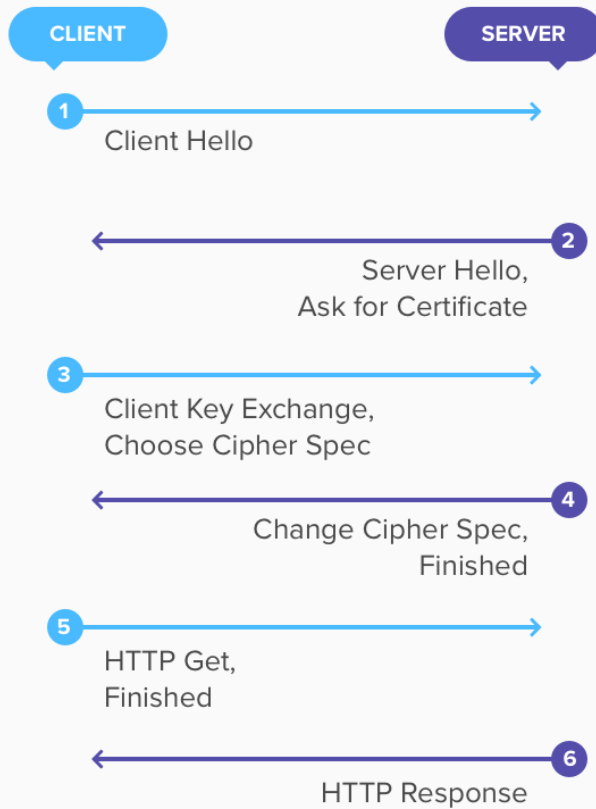 CLIENT
SERVER
1
Client Hello
2
Server Hello,
Ask for Certificate
3
Client Key Exchange,
Choose Cipher Spec
4
Change Cipher Spec,
Finished
5
HTTP Get,
Finished
6
HTTP Response